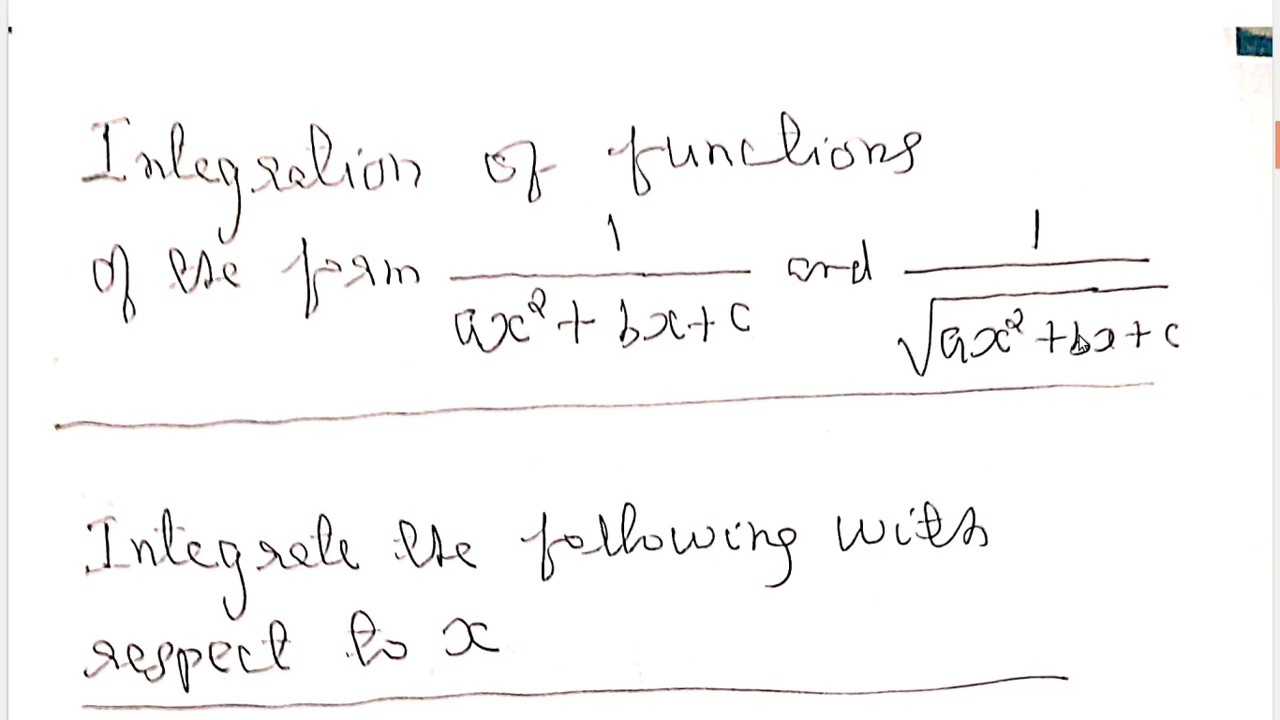 Integration of functions
of the form 1/(ax²+bx+c) and 1/√(ax²+bx+c)
Integrate the following with
respect to x